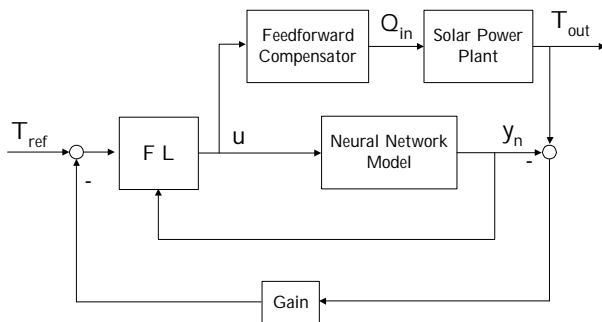 Feedforward
Compensator
Q_in
Solar Power
Plant
T_out
T_ref
-
F L
u
Neural Network
Model
y_n
-
Gain